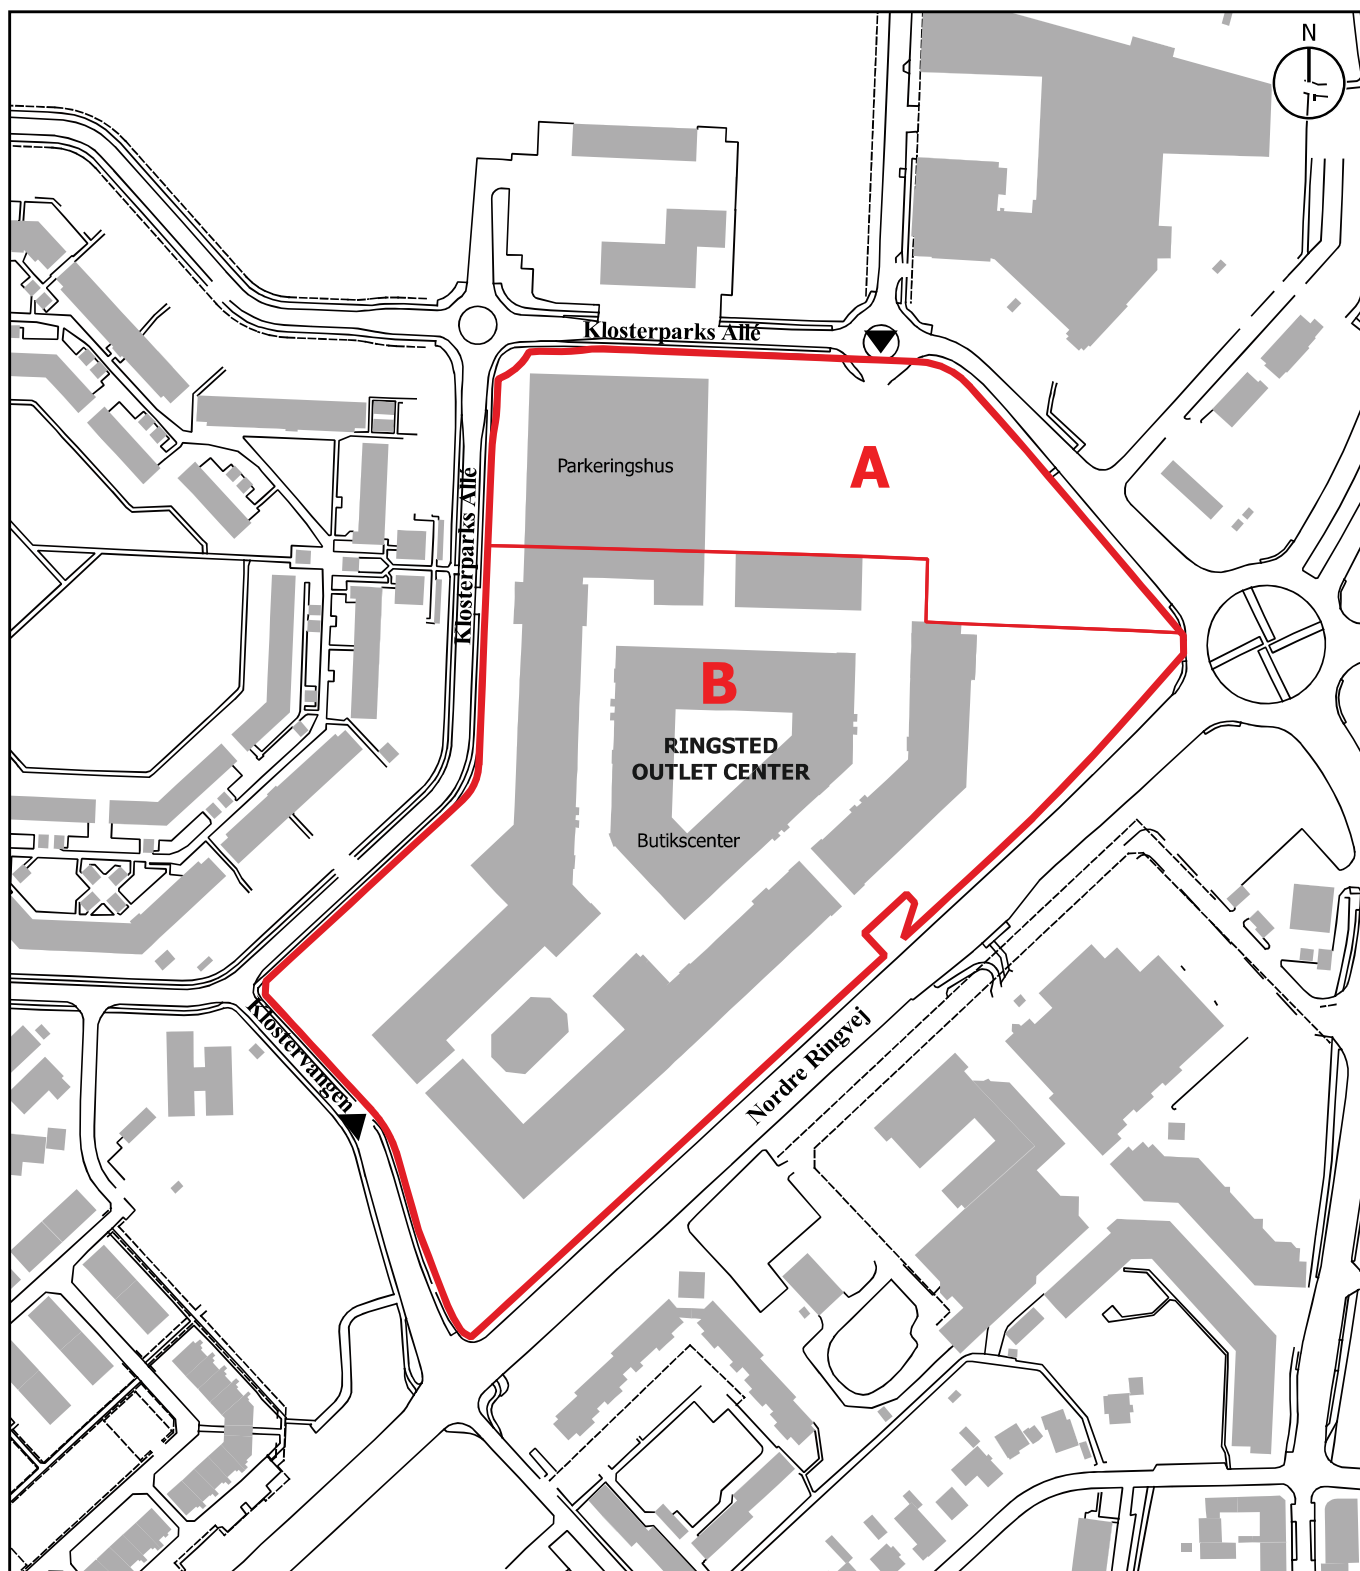 N
Klosterparks Allé
A
Parkeringshus
Klosterparks Allé
B
RINGSTED
OUTLET CENTER
Butikscenter
Klostervangen
Nordre Ringvej